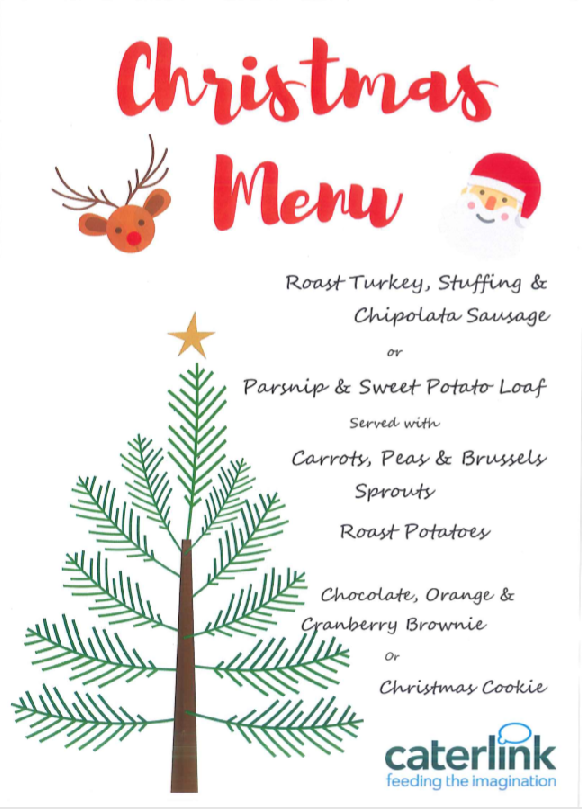 Christmas
Menu
Roast Turkey, Stuffing &
Chipolata Sausage
or
Parsnip & Sweet Potato Loaf
Served with
Carrots, Peas & Brussels
Sprouts
Roast Potatoes
Chocolate, Orange &
Cranberry Brownie
Or
Christmas Cookie
caterlink
feeding the imagination